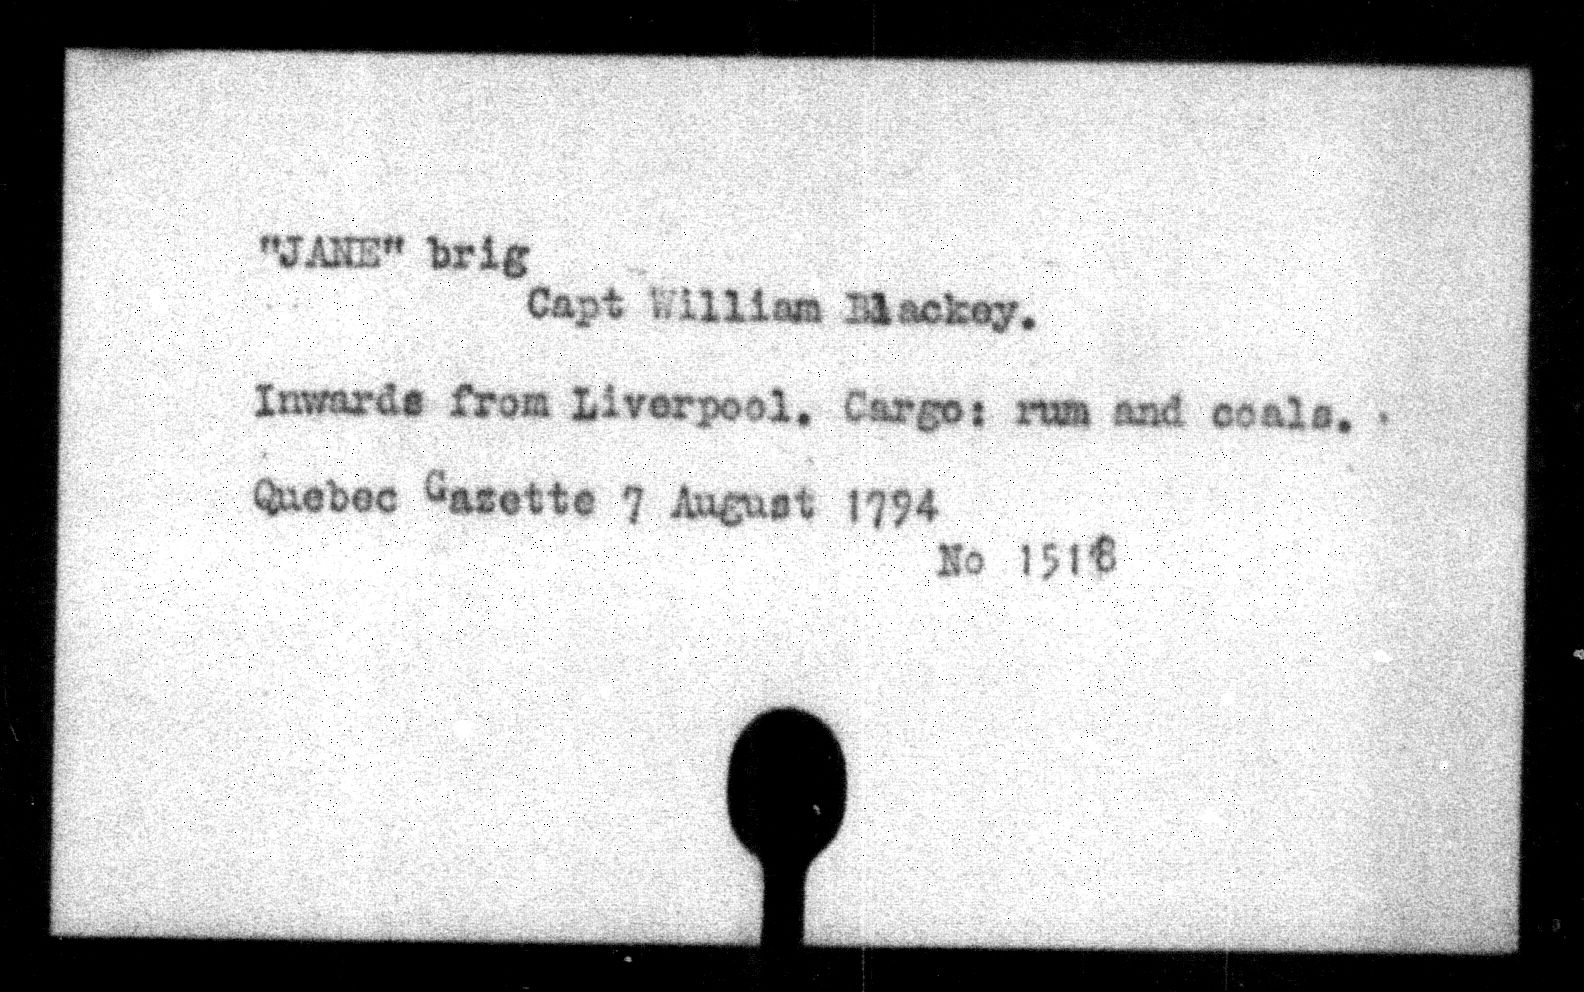 "JANE" brig
Capt William Blackey.
Inwards from Liverpool. Cargo: rum and coals.
Quebec Gazette 7 August 1794
No 1518